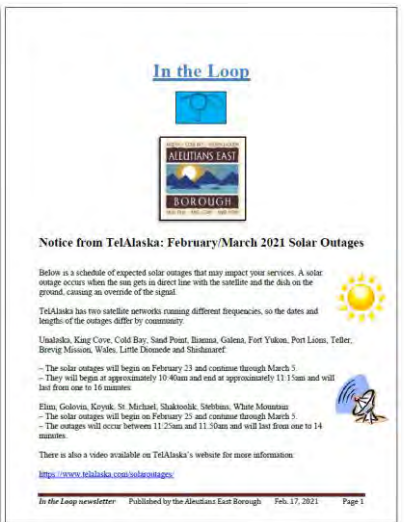 In the Loop
ALEUTIANS EAST
BOROUGH
Notice from TelAlaska: February/March 2021 Solar Outages
Below is a schedule of expected solar outages that may impact your services. A solar
outage occurs when the sun gets in direct line with the satellite and the dish on the
ground, causing an override of the signal.
TelAlaska has two satellite networks running different frequencies, so the dates and
lengths of the outages differ by community.
Unalaska, King Cove, Cold Bay, Sand Point, Iliamna, Galena, Fort Yukon, Port Lions, Teller,
Brevig Mission, Wales, Little Diomede and Shishmaref:
– The solar outages will begin on February 23 and continue through March 5.
– They will begin at approximately 10:40am and end at approximately 11:15am and will
last from one to 16 minutes.
Elim, Golovin, Koyuk, St. Michael, Shaktoolik, Stebbins, White Mountain:
– The solar outages will begin on February 25 and continue through March 5.
– The outages will occur between 11:25am and 11:50am and will last from one to 14
minutes.
There is also a video available on TelAlaska's website for more information:
https://www.telalaska.com/solaroutages/
In the Loop newsletter Published by the Aleutians East Borough Feb. 17, 2021 Page 1